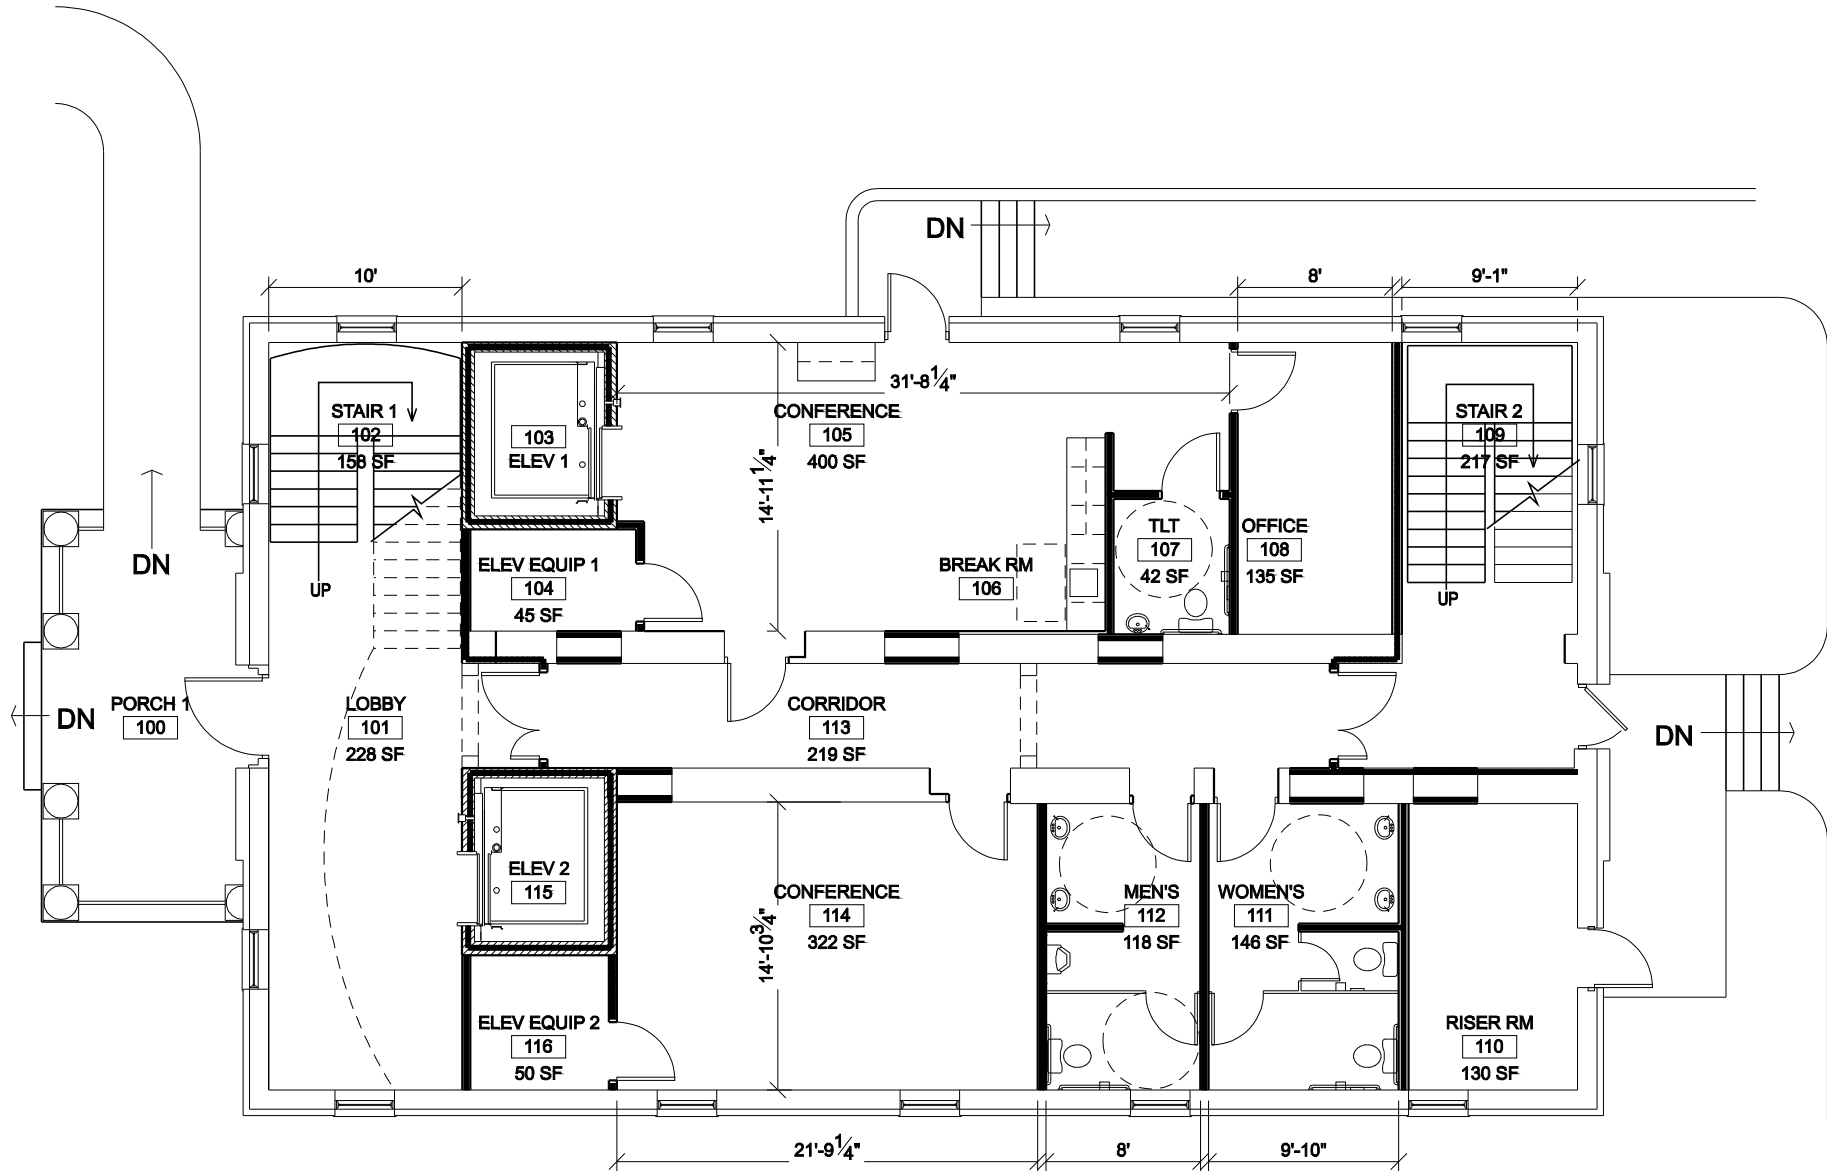 DN
10'
8'
9'-1"
31'-8 1/4"
STAIR 1
102
158 SF
103
ELEV 1
CONFERENCE
105
400 SF
14'-11 1/4"
STAIR 2
109
217 SF
TLT
107
42 SF
OFFICE
108
135 SF
DN
ELEV EQUIP 1
104
45 SF
BREAK RM
106
UP
UP
PORCH 1
100
DN
LOBBY
101
228 SF
CORRIDOR
113
219 SF
DN
ELEV 2
115
CONFERENCE
114
322 SF
14'-10 3/4"
MEN'S
112
118 SF
WOMEN'S
111
146 SF
ELEV EQUIP 2
116
50 SF
RISER RM
110
130 SF
21'-9 1/4"
8'
9'-10"